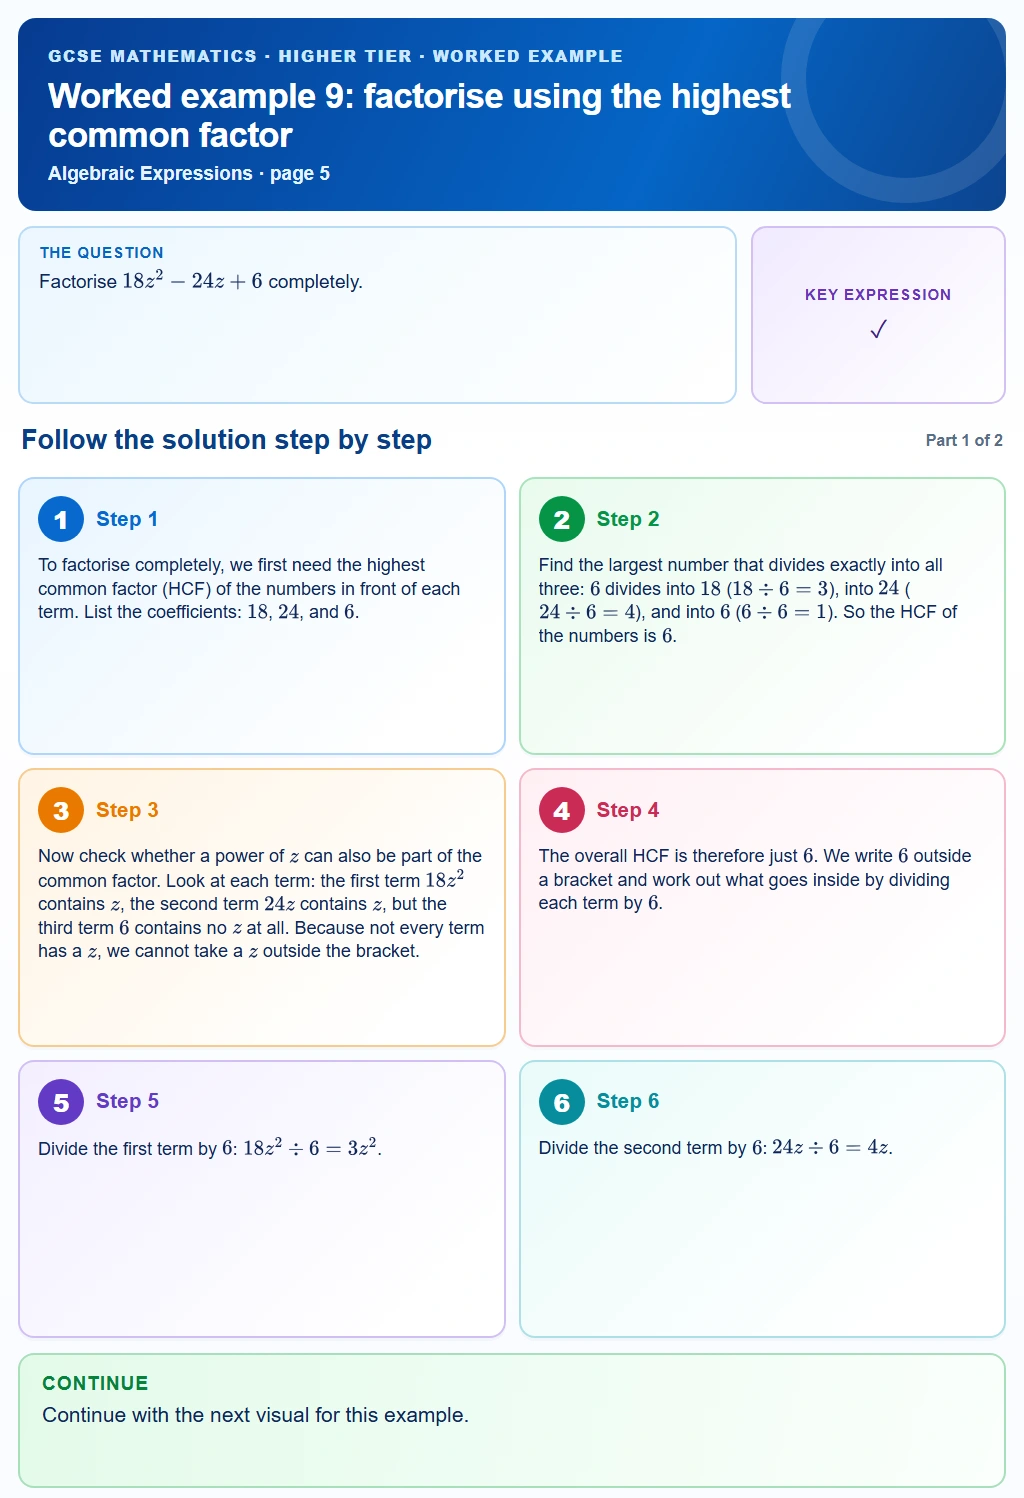 GCSE MATHEMATICS · HIGHER TIER · WORKED EXAMPLE
Worked example 9: factorise using the highest
common factor
Algebraic Expressions · page 5
THE QUESTION
Factorise 18z² − 24z + 6 completely.
KEY EXPRESSION
✓
Follow the solution step by step
Part 1 of 2
1 Step 1
To factorise completely, we first need the highest
common factor (HCF) of the numbers in front of each
term. List the coefficients: 18, 24, and 6.
2 Step 2
Find the largest number that divides exactly into all
three: 6 divides into 18 (18 ÷ 6 = 3), into 24 (
24 ÷ 6 = 4), and into 6 (6 ÷ 6 = 1). So the HCF of
the numbers is 6.
3 Step 3
Now check whether a power of z can also be part of the
common factor. Look at each term: the first term 18z²
contains z, the second term 24z contains z, but the
third term 6 contains no z at all. Because not every term
has a z, we cannot take a z outside the bracket.
4 Step 4
The overall HCF is therefore just 6. We write 6 outside
a bracket and work out what goes inside by dividing
each term by 6.
5 Step 5
Divide the first term by 6: 18z² ÷ 6 = 3z².
6 Step 6
Divide the second term by 6: 24z ÷ 6 = 4z.
CONTINUE
Continue with the next visual for this example.